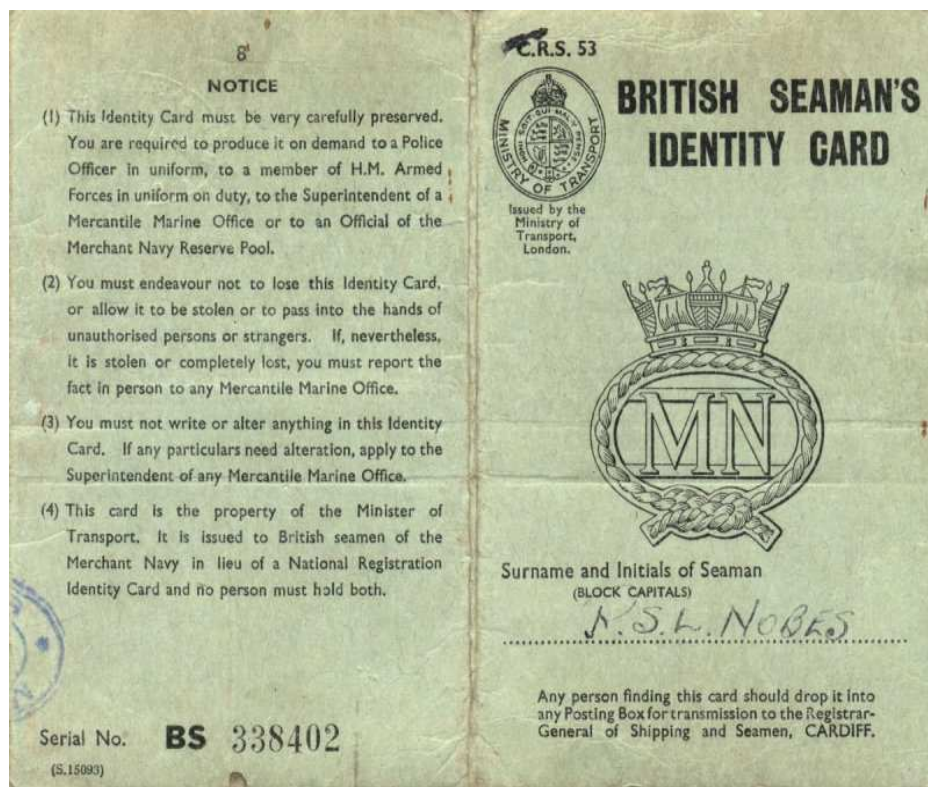 8
NOTICE
(1) This Identity Card must be very carefully preserved.
You are required to produce it on demand to a Police
Officer in uniform, to a member of H.M. Armed
Forces in uniform on duty, to the Superintendent of a
Mercantile Marine Office or to an Official of the
Merchant Navy Reserve Pool.
(2) You must endeavour not to lose this Identity Card,
or allow it to be stolen or to pass into the hands of
unauthorised persons or strangers. If, nevertheless,
it is stolen or completely lost, you must report the
fact in person to any Mercantile Marine Office.
(3) You must not write or alter anything in this Identity
Card. If any particulars need alteration, apply to the
Superintendent of any Mercantile Marine Office.
(4) This card is the property of the Minister of
Transport. It is issued to British seamen of the
Merchant Navy in lieu of a National Registration
Identity Card and no person must hold both.
Serial No. BS 338402
(S.15093)
C.R.S. 53
MINISTRY OF TRANSPORT
HONI SOIT QUI MAL Y PENSE
Issued by the
Ministry of
Transport,
London.
BRITISH SEAMAN'S
IDENTITY CARD
MN
Surname and Initials of Seaman
(BLOCK CAPITALS)
N.S.L. NOBES
Any person finding this card should drop it into
any Posting Box for transmission to the Registrar-
General of Shipping and Seamen, CARDIFF.